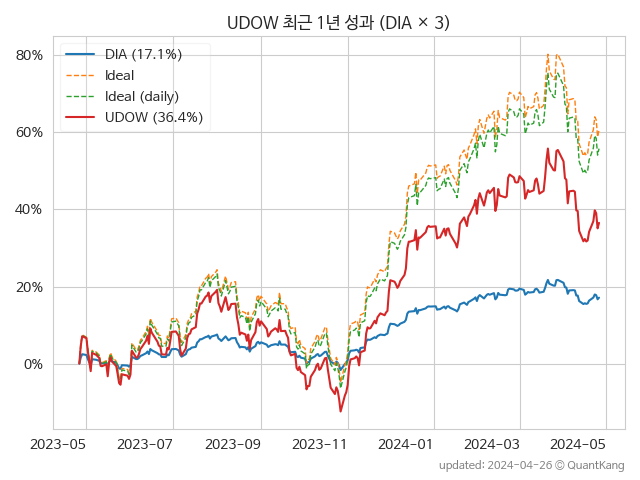 UDOW 최근 1년 성과 (DIA × 3)
DIA (17.1%)
Ideal
Ideal (daily)
UDOW (36.4%)
80%
60%
40%
20%
0%
2023-05 2023-07 2023-09 2023-11 2024-01 2024-03 2024-05
updated: 2024-04-26 © QuantKang